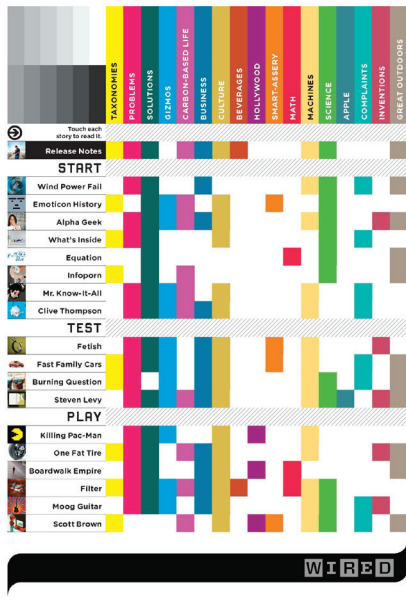 TAXONOMIES
PROBLEMS
SOLUTIONS
GIZMOS
CARBON-BASED LIFE
BUSINESS
CULTURE
BEVERAGES
HOLLYWOOD
SMART-ASSERY
MATH
MACHINES
SCIENCE
APPLE
COMPLAINTS
INVENTIONS
GREAT OUTDOORS
Touch each
story to read it.
Release Notes
START
Wind Power Fail
Emoticon History
Alpha Geek
What's Inside
Equation
Infoporn
Mr. Know-It-All
Clive Thompson
TEST
Fetish
Fast Family Cars
Burning Question
Steven Levy
PLAY
Killing Pac-Man
One Fat Tire
Boardwalk Empire
Filter
Moog Guitar
Scott Brown
WIRED